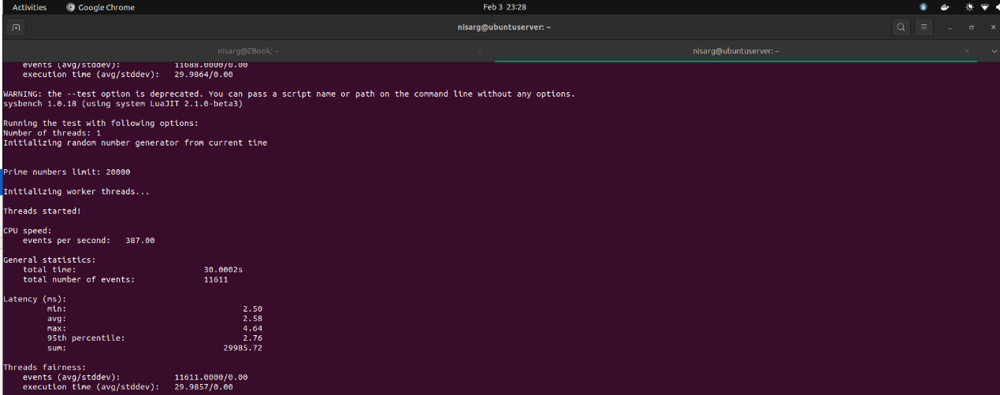 Activities Google Chrome Feb 3 23:28
nisarg@ubuntuserver: ~
nisarg@ZBook: ~ nisarg@ubuntuserver: ~
events (avg/stddev): 11688.0000/0.00
execution time (avg/stddev): 29.9864/0.00
WARNING: the --test option is deprecated. You can pass a script name or path on the command line without any options.
sysbench 1.0.18 (using system LuaJIT 2.1.0-beta3)
Running the test with following options:
Number of threads: 1
Initializing random number generator from current time
Prime numbers limit: 20000
Initializing worker threads...
Threads started!
CPU speed:
events per second: 387.00
General statistics:
total time: 30.0002s
total number of events: 11611
Latency (ms):
min: 2.50
avg: 2.58
max: 4.64
95th percentile: 2.76
sum: 29985.72
Threads fairness:
events (avg/stddev): 11611.0000/0.00
execution time (avg/stddev): 29.9857/0.00